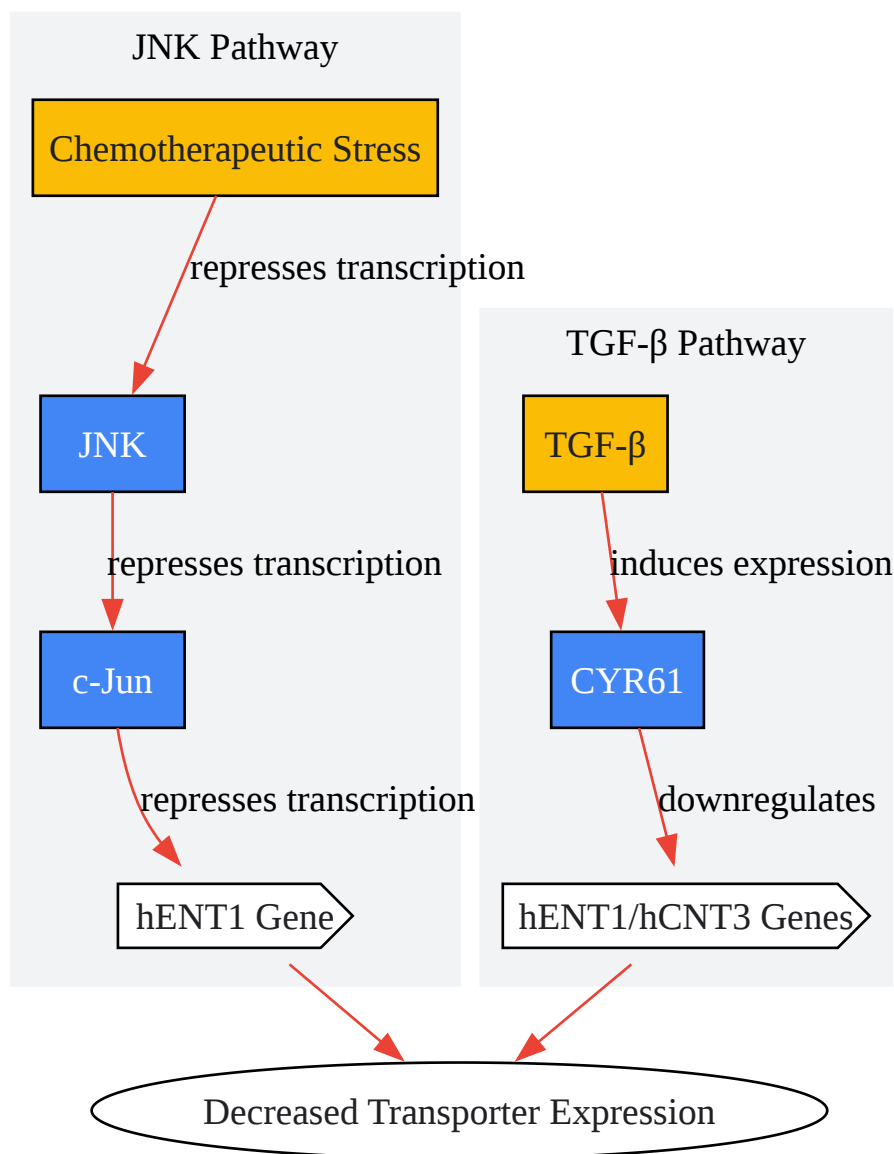 JNK Pathway
Chemotherapeutic Stress
represses transcription
JNK
represses transcription
c-Jun
represses transcription
hENT1 Gene
TGF-β Pathway
TGF-β
induces expression
CYR61
downregulates
hENT1/hCNT3 Genes
Decreased Transporter Expression